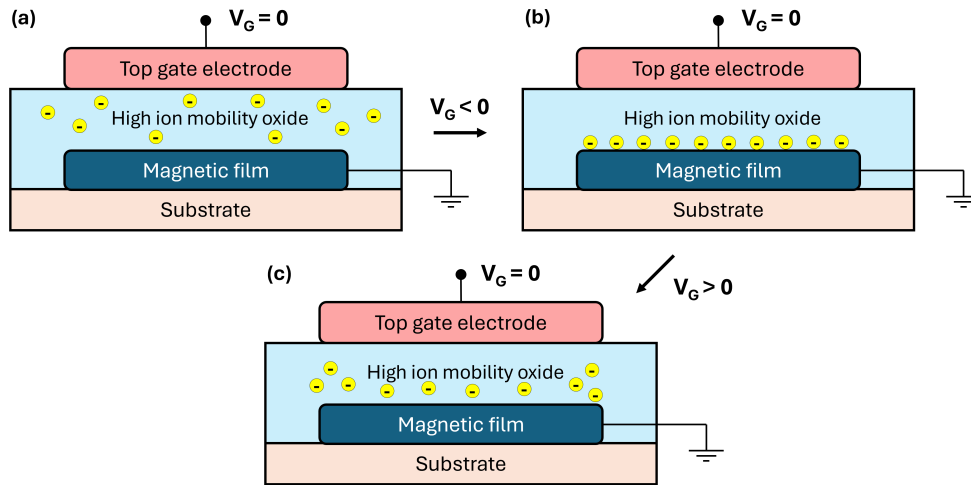 (a)
V_G = 0
Top gate electrode
High ion mobility oxide
- - - - - - - - - -
Magnetic film
Substrate
V_G < 0
(b)
V_G = 0
Top gate electrode
High ion mobility oxide
- - - - - - - - - -
Magnetic film
Substrate
V_G > 0
(c)
V_G = 0
Top gate electrode
High ion mobility oxide
- - - - - - - - - -
Magnetic film
Substrate